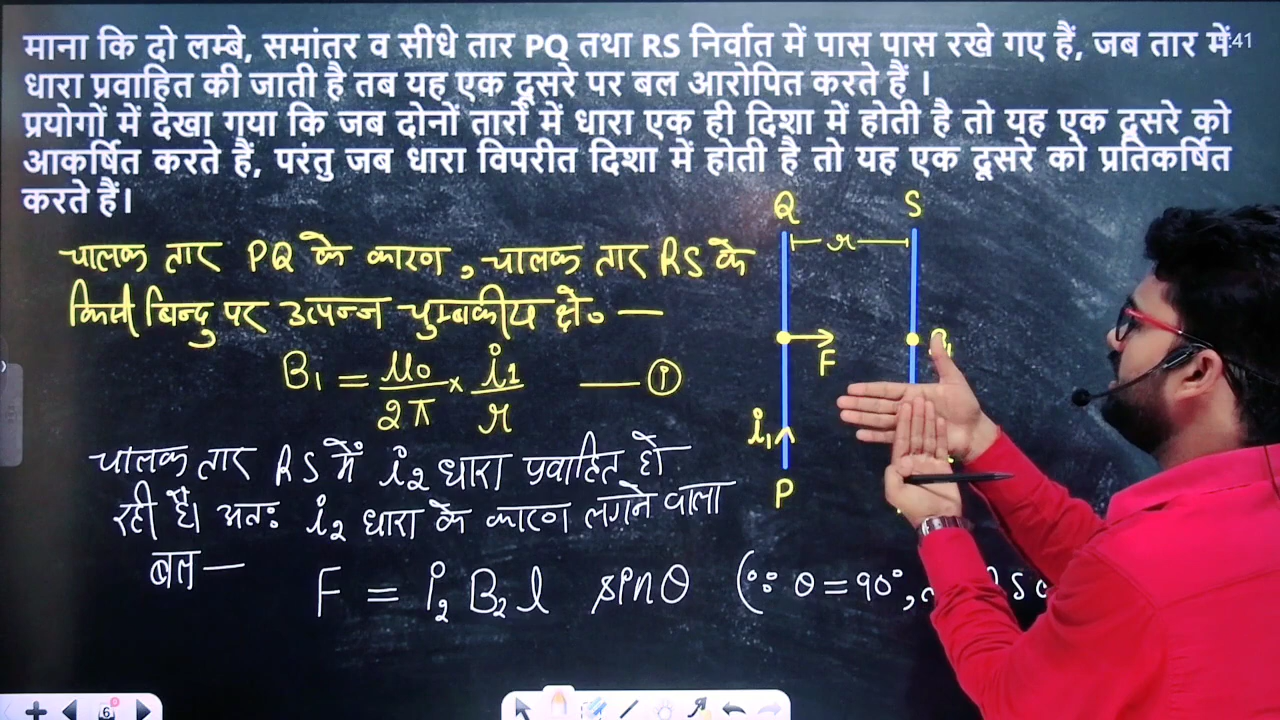 माना कि दो लम्बे, समांतर व सीधे तार PQ तथा RS निर्वात में पास पास रखे गए हैं, जब तार में
:41
धारा प्रवाहित की जाती है तब यह एक दूसरे पर बल आरोपित करते हैं ।
प्रयोगों में देखा गया कि जब दोनों तारों में धारा एक ही दिशा में होती है तो यह एक दूसरे को
आकर्षित करते हैं, परंतु जब धारा विपरीत दिशा में होती है तो यह एक दूसरे को प्रतिकर्षित
करते हैं।
Q S
r
चालक तार PQ के कारण, चालक तार RS के
किसी बिन्दु पर उत्पन्न चुम्बकीय क्षे० —
F
B₁ = μ₀/2π × i₁/r —— ①
i₁
P
चालक तार RS में i₂ धारा प्रवाहित हो
रही है। अतः i₂ धारा के कारण लगने वाला
बल —
F = i₂ B₂ l sinθ (∵ θ = 90°,
6